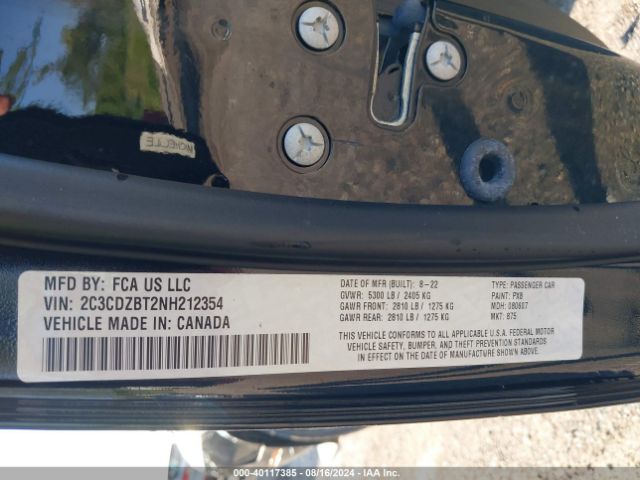 NICHELLE
MFD BY: FCA US LLC
VIN: 2C3CDZBT2NH212354
VEHICLE MADE IN: CANADA
DATE OF MFR (BUILT): 8-22
GVWR: 5300 LB / 2405 KG
GAWR FRONT: 2810 LB / 1275 KG
GAWR REAR: 2810 LB / 1275 KG
TYPE: PASSENGER CAR
PAINT: PX8
MDH: 080607
MKT: 875
THIS VEHICLE CONFORMS TO ALL APPLICABLE U.S.A. FEDERAL MOTOR
VEHICLE SAFETY, BUMPER, AND THEFT PREVENTION STANDARDS
IN EFFECT ON THE DATE OF MANUFACTURE SHOWN ABOVE.
000-40117385 - 08/16/2024 - IAA Inc.